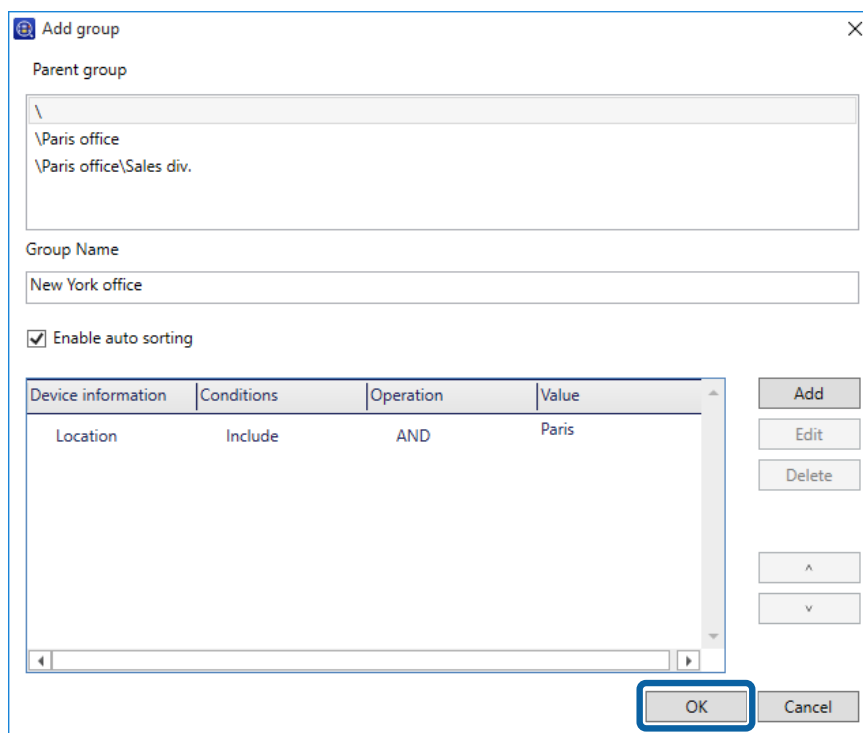 Add group
Parent group
\
\Paris office
\Paris office\Sales div.
Group Name
New York office
Enable auto sorting
Device information Conditions Operation Value
Location Include AND Paris
Add
Edit
Delete
OK Cancel